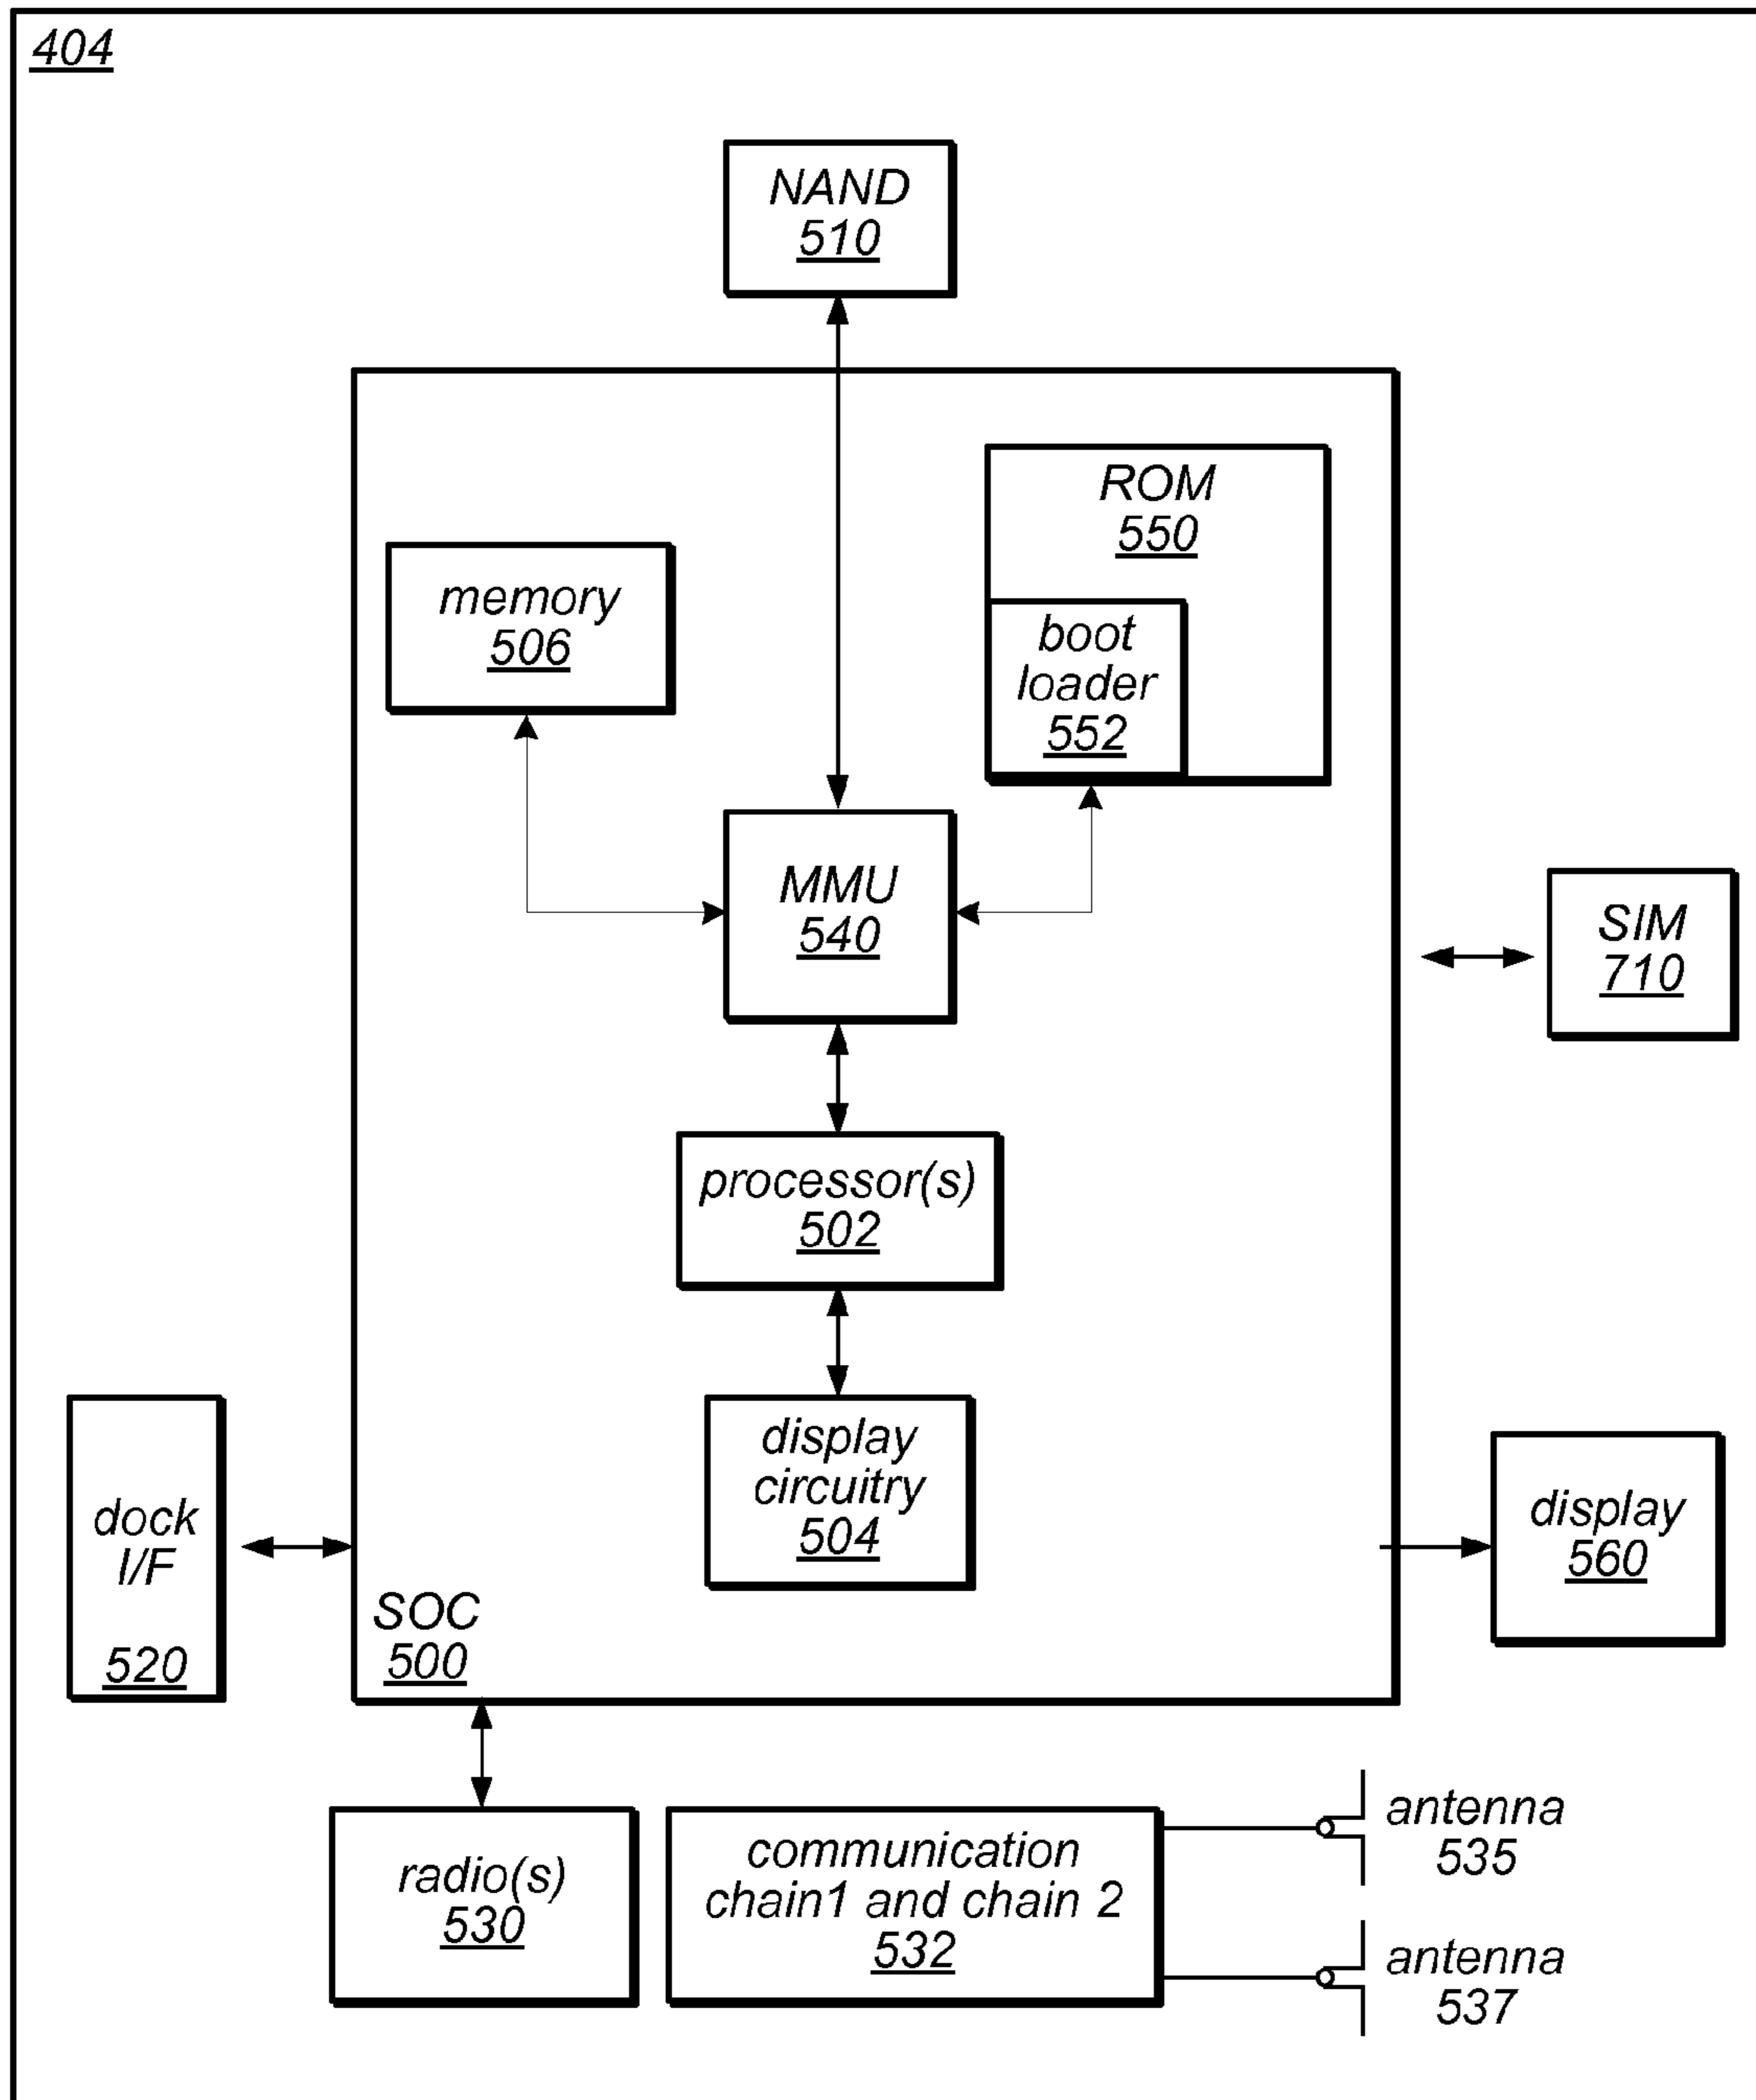 404
NAND
510
ROM
550
memory
506
boot
loader
552
MMU
540
SIM
710
processor(s)
502
display
circuitry
504
dock
I/F
520
display
560
SOC
500
radio(s)
530
communication
chain1 and chain 2
532
antenna
535
antenna
537